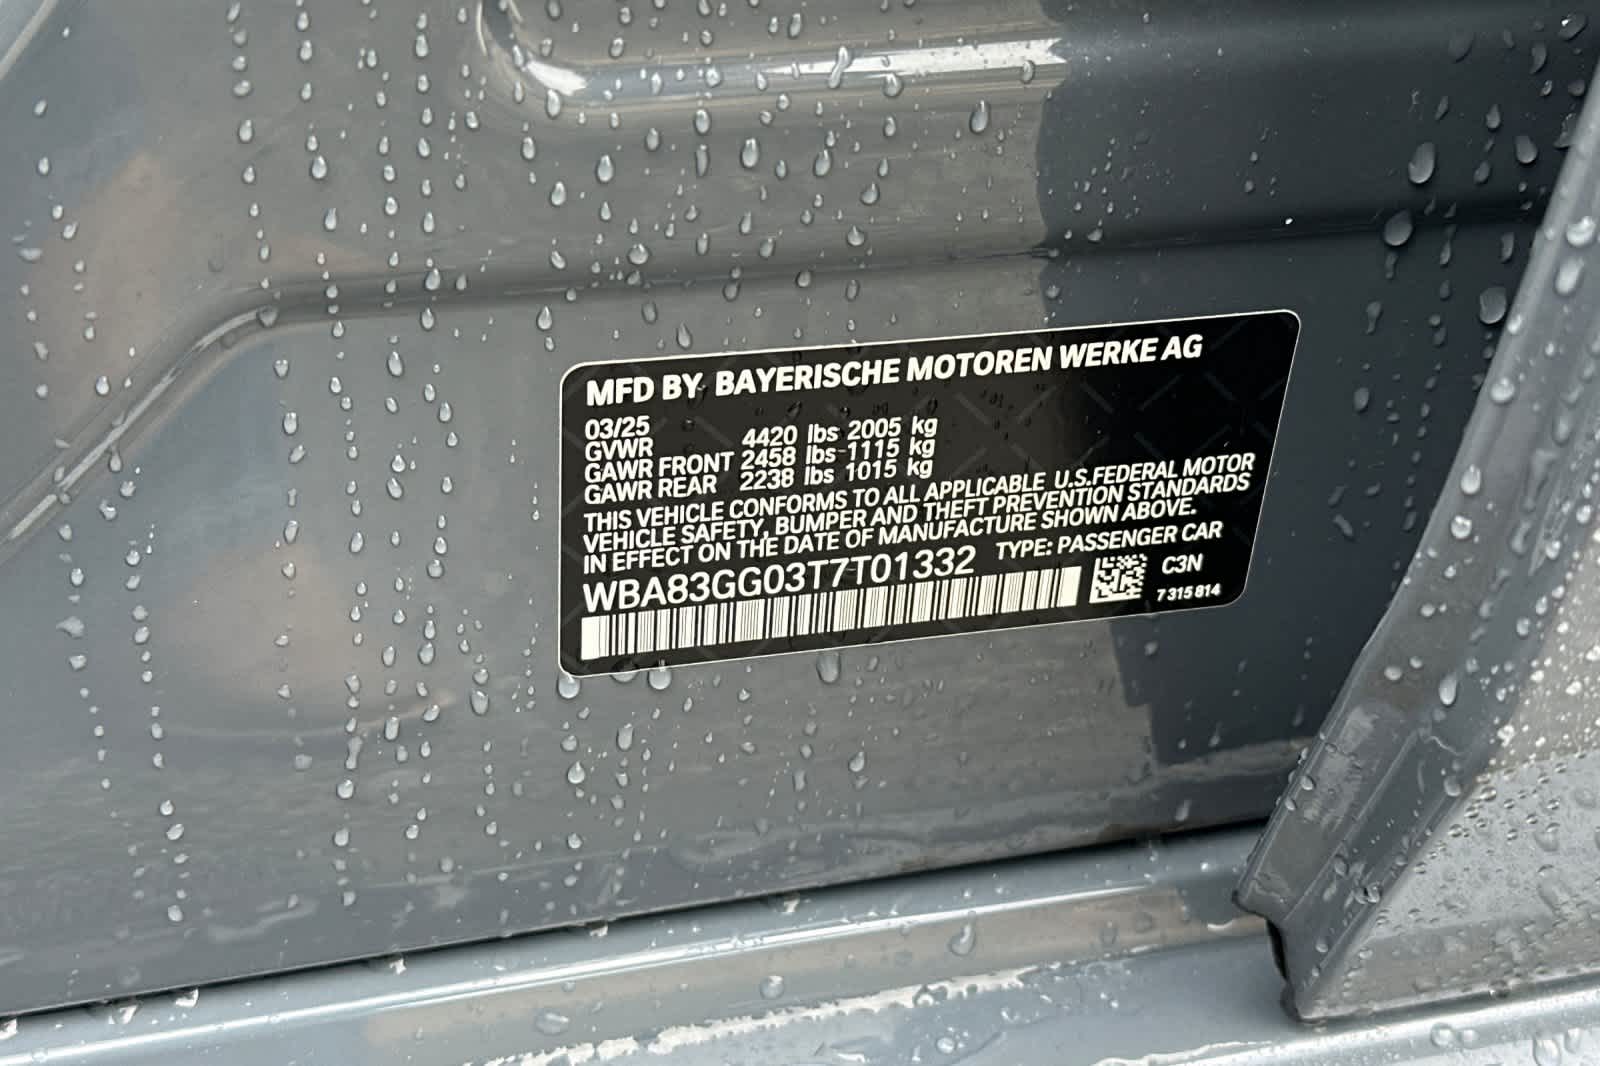 MFD BY BAYERISCHE MOTOREN WERKE AG
03/25
GVWR 4420 lbs 2005 kg
GAWR FRONT 2458 lbs 1115 kg
GAWR REAR 2238 lbs 1015 kg
THIS VEHICLE CONFORMS TO ALL APPLICABLE U.S.FEDERAL MOTOR
VEHICLE SAFETY, BUMPER AND THEFT PREVENTION STANDARDS
IN EFFECT ON THE DATE OF MANUFACTURE SHOWN ABOVE.
WBA83GG03T7T01332 TYPE: PASSENGER CAR
C3N
7 315 814